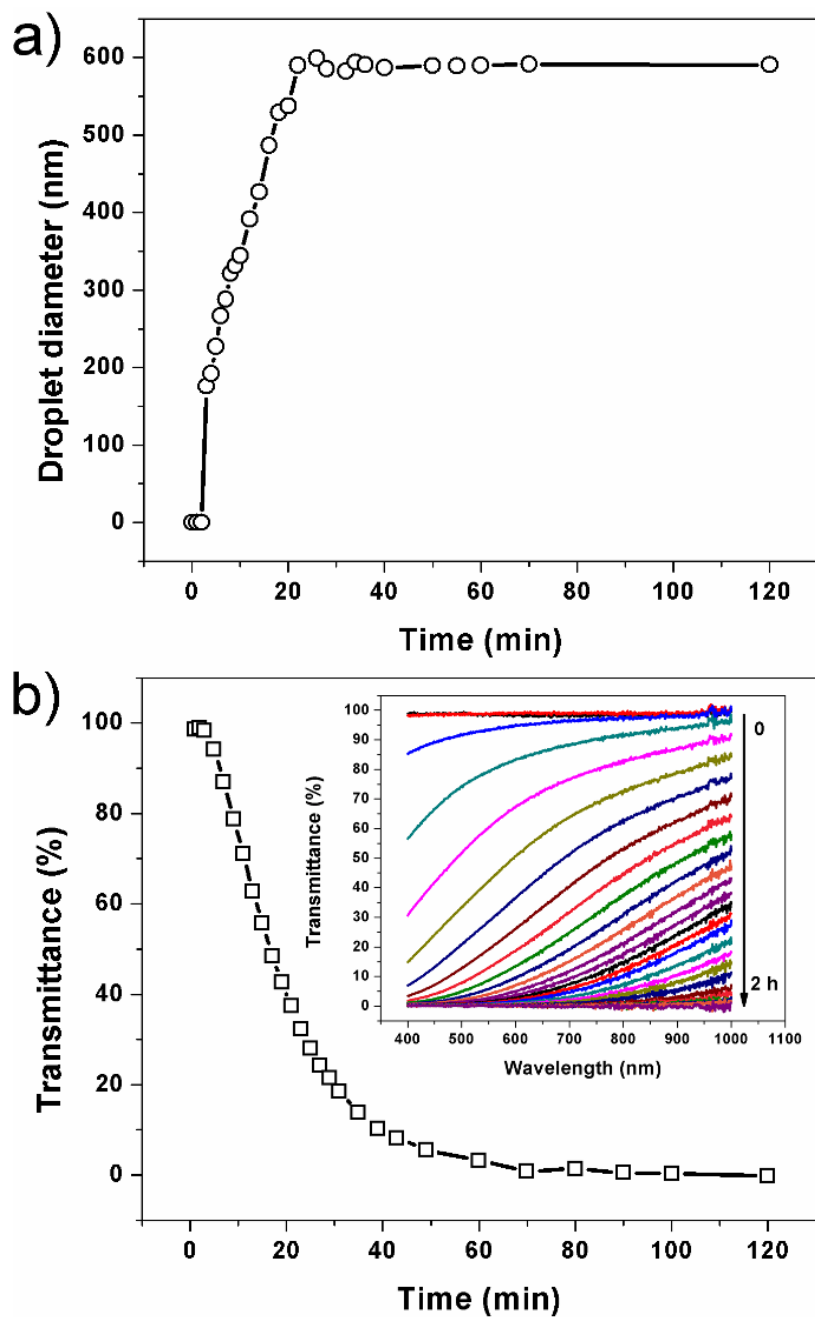 a)
600
500
400
300
200
100
0
Droplet diameter (nm)
0 20 40 60 80 100 120
Time (min)
b)
100
80
60
40
20
0
Transmittance (%)
0 20 40 60 80 100 120
Time (min)
100
90
80
70
60
50
40
30
20
10
0
Transmittance (%)
0
2 h
400 500 600 700 800 900 1000 1100
Wavelength (nm)